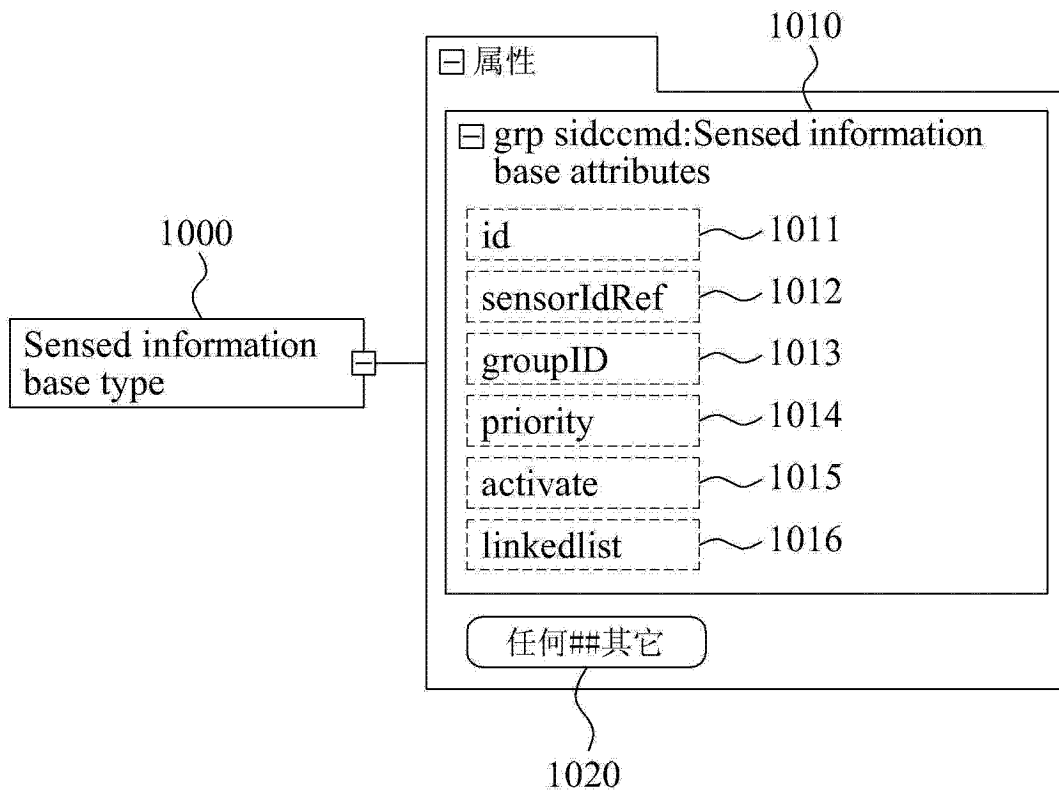 1010
属性
grp sidccmd:Sensed information
base attributes
id
1011
sensorIdRef
1012
groupID
1013
priority
1014
activate
1015
linkedlist
1016
1000
Sensed information
base type
任何##其它
1020